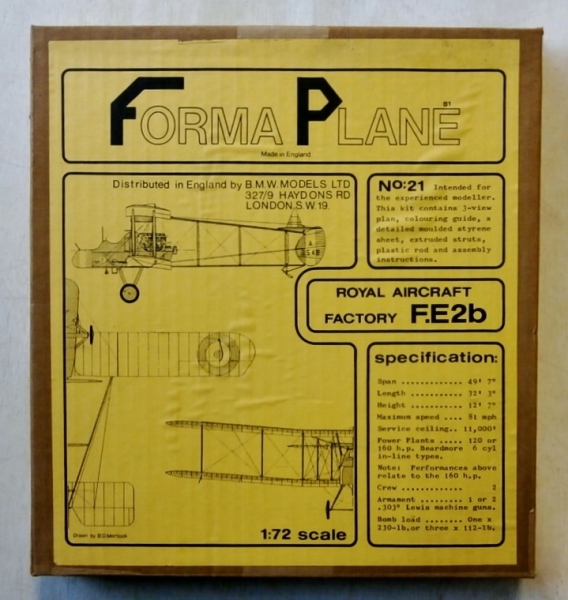 FORMA PLANE
81
Made in England
Distributed in England by B.M.W. MODELS LTD
327/9 HAYDONS RD
LONDON. S.W. 19.
No:21 Intended for
the experienced modeller.
This kit contains 3-view
plan, colouring guide, a
detailed moulded styrene
sheet, extruded struts,
plastic rod and assembly
instructions.
ROYAL AIRCRAFT
FACTORY F.E2b
specification:
Span ............ 49' 7"
Length .......... 32' 3"
Height .......... 12' 7"
Maximum speed .... 81 mph
Service ceiling.. 11,000'
Power Plants ..... 120 or
160 h.p. Beardmore 6 cyl
in-line types.
Note: Performances above
relate to the 160 h.p.
Crew .................. 2
Armament ......... 1 or 2
.303" Lewis machine guns.
Bomb load ........ One x
230-lb.or three x 112-lb.
1:72 scale
Drawn by